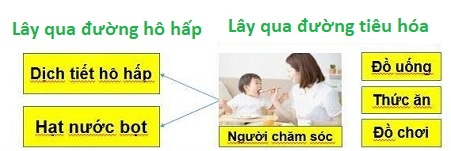 Lây qua đường hô hấp
Lây qua đường tiêu hóa
Dịch tiết hô hấp
Hạt nước bọt
Người chăm sóc
Đồ uống
Thức ăn
Đồ chơi